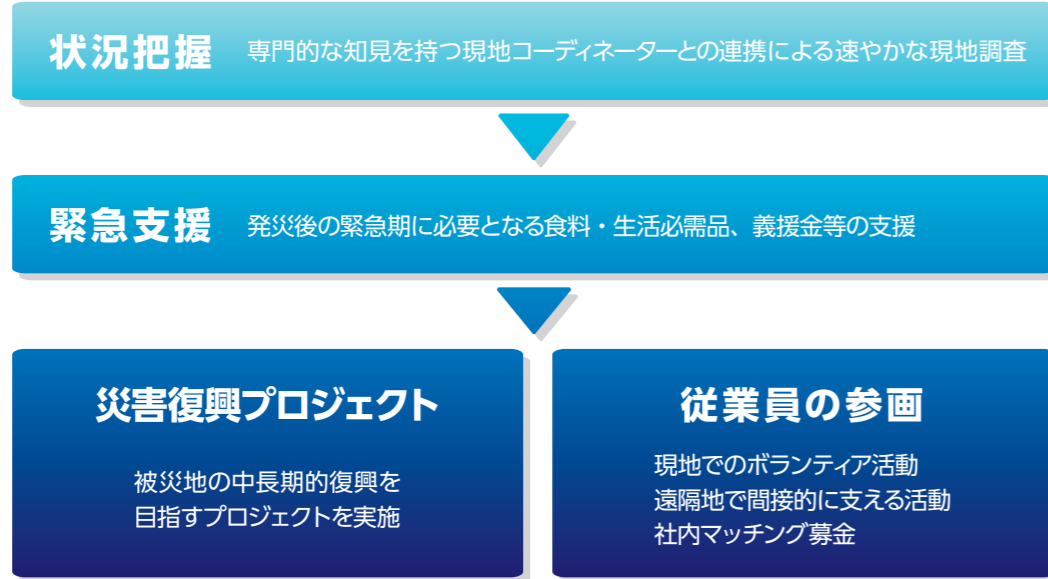 状況把握 専門的な知見を持つ現地コーディネーターとの連携による速やかな現地調査
緊急支援 発災後の緊急期に必要となる食料・生活必需品、義援金等の支援
災害復興プロジェクト
被災地の中長期的復興を
目指すプロジェクトを実施
従業員の参画
現地でのボランティア活動
遠隔地で間接的に支える活動
社内マッチング募金